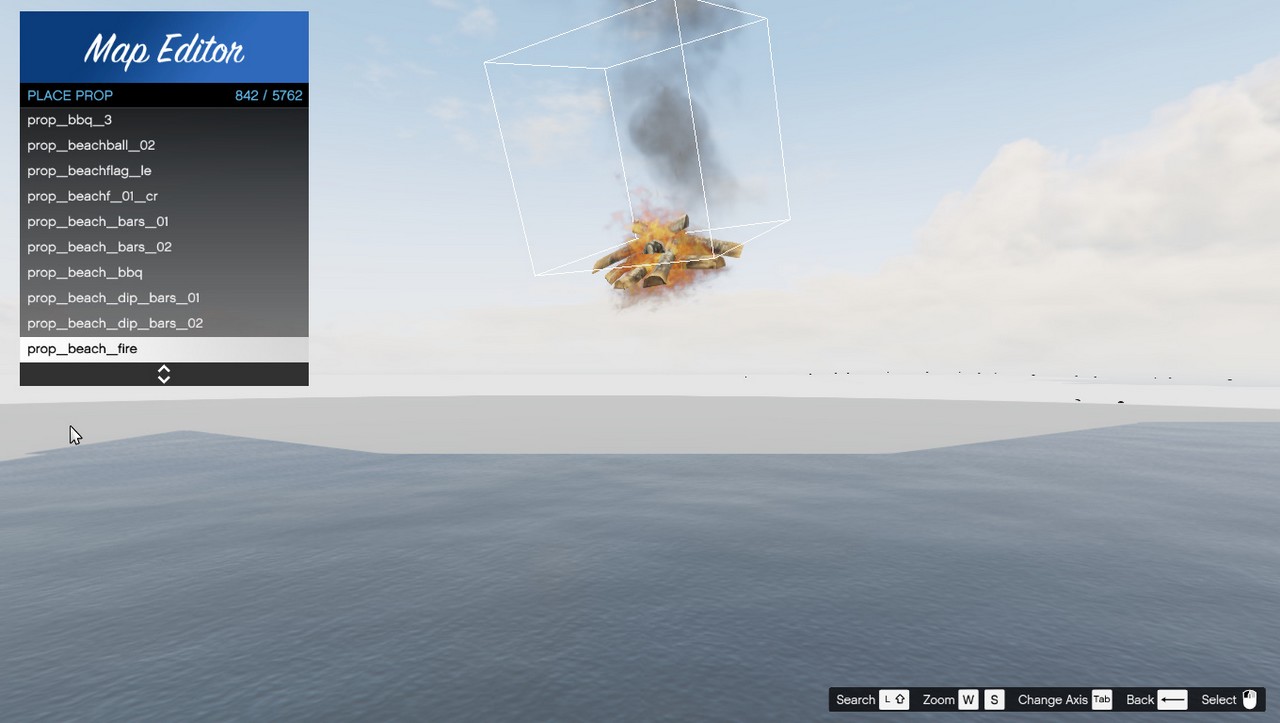 Map Editor
PLACE PROP 842 / 5762
prop__bbq__3
prop__beachball__02
prop__beachflag__le
prop__beachf__01__cr
prop__beach__bars__01
prop__beach__bars__02
prop__beach__bbq
prop__beach__dip__bars__01
prop__beach__dip__bars__02
prop__beach__fire
Search L⇧ Zoom W S Change Axis Tab Back ⟵ Select